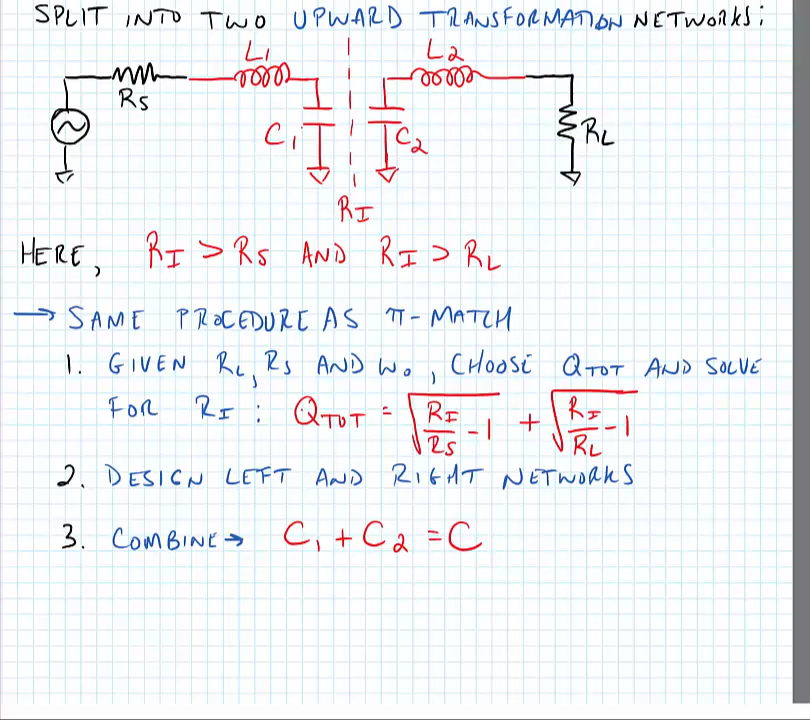 SPLIT INTO TWO UPWARD TRANSFORMATION NETWORKS:
L1 L2
RS
C1 C2 RL
RI
HERE, RI > RS AND RI > RL
→ SAME PROCEDURE AS π-MATCH
1. GIVEN RL, RS AND ω0, CHOOSE QTOT AND SOLVE
FOR RI: QTOT = √(RI/RS - 1) + √(RI/RL - 1)
2. DESIGN LEFT AND RIGHT NETWORKS
3. COMBINE → C1 + C2 = C